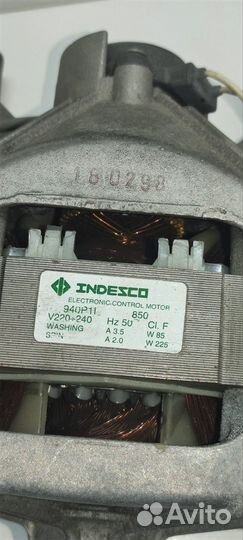 180298
INDESCO
ELECTRONIC-CONTROL MOTOR
940P11 850
V220÷240 Hz 50 Cl. F
WASHING A 3.5 W 85
SPIN A 2.0 W 225
Avito